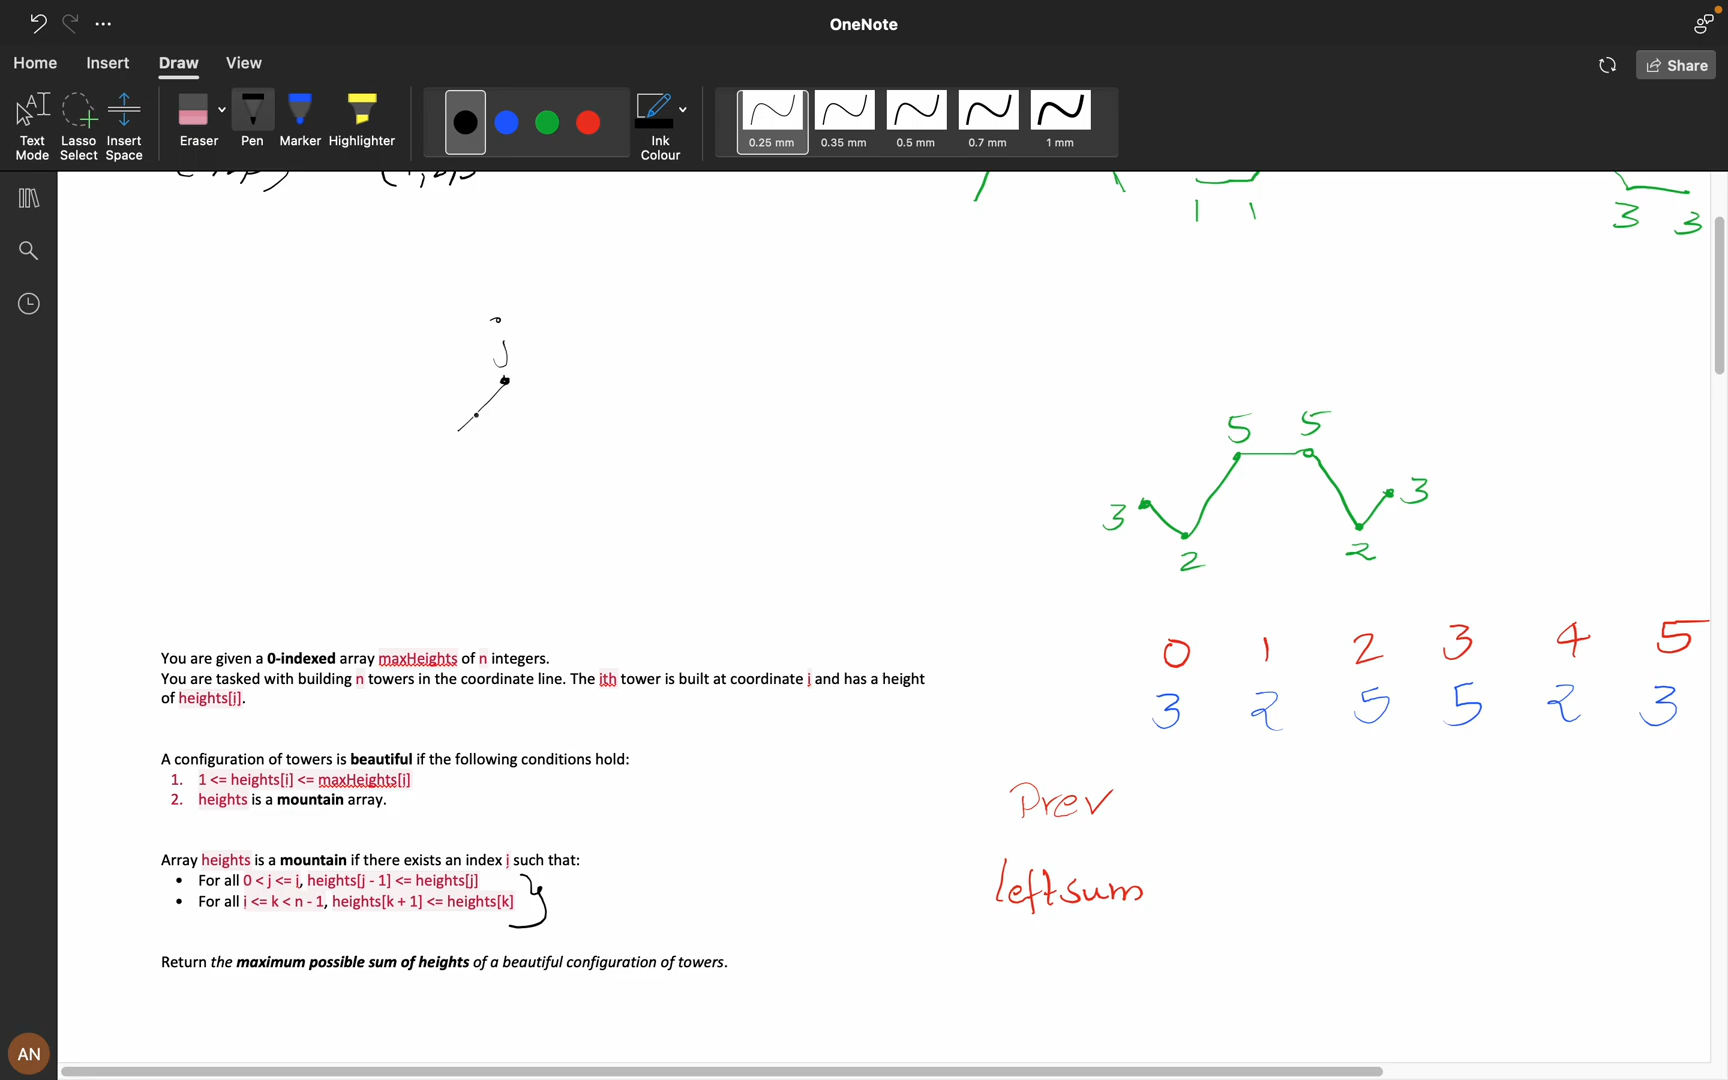 OneNote
Home Insert Draw View
Share
Text Mode
Lasso Select
Insert Space
Eraser
Pen
Marker
Highlighter
Ink Colour
0.25 mm
0.35 mm
0.5 mm
0.7 mm
1 mm
1 1
3 3
j
5 5
3 3
2 2
0 1 2 3 4 5
3 2 5 5 2 3
Prev
leftsum
You are given a 0-indexed array maxHeights of n integers.
You are tasked with building n towers in the coordinate line. The ith tower is built at coordinate i and has a height
of heights[i].
A configuration of towers is beautiful if the following conditions hold:
1. 1 <= heights[i] <= maxHeights[i]
2. heights is a mountain array.
Array heights is a mountain if there exists an index i such that:
• For all 0 < j <= i, heights[j - 1] <= heights[j]
• For all i <= k < n - 1, heights[k + 1] <= heights[k]
Return the maximum possible sum of heights of a beautiful configuration of towers.
AN